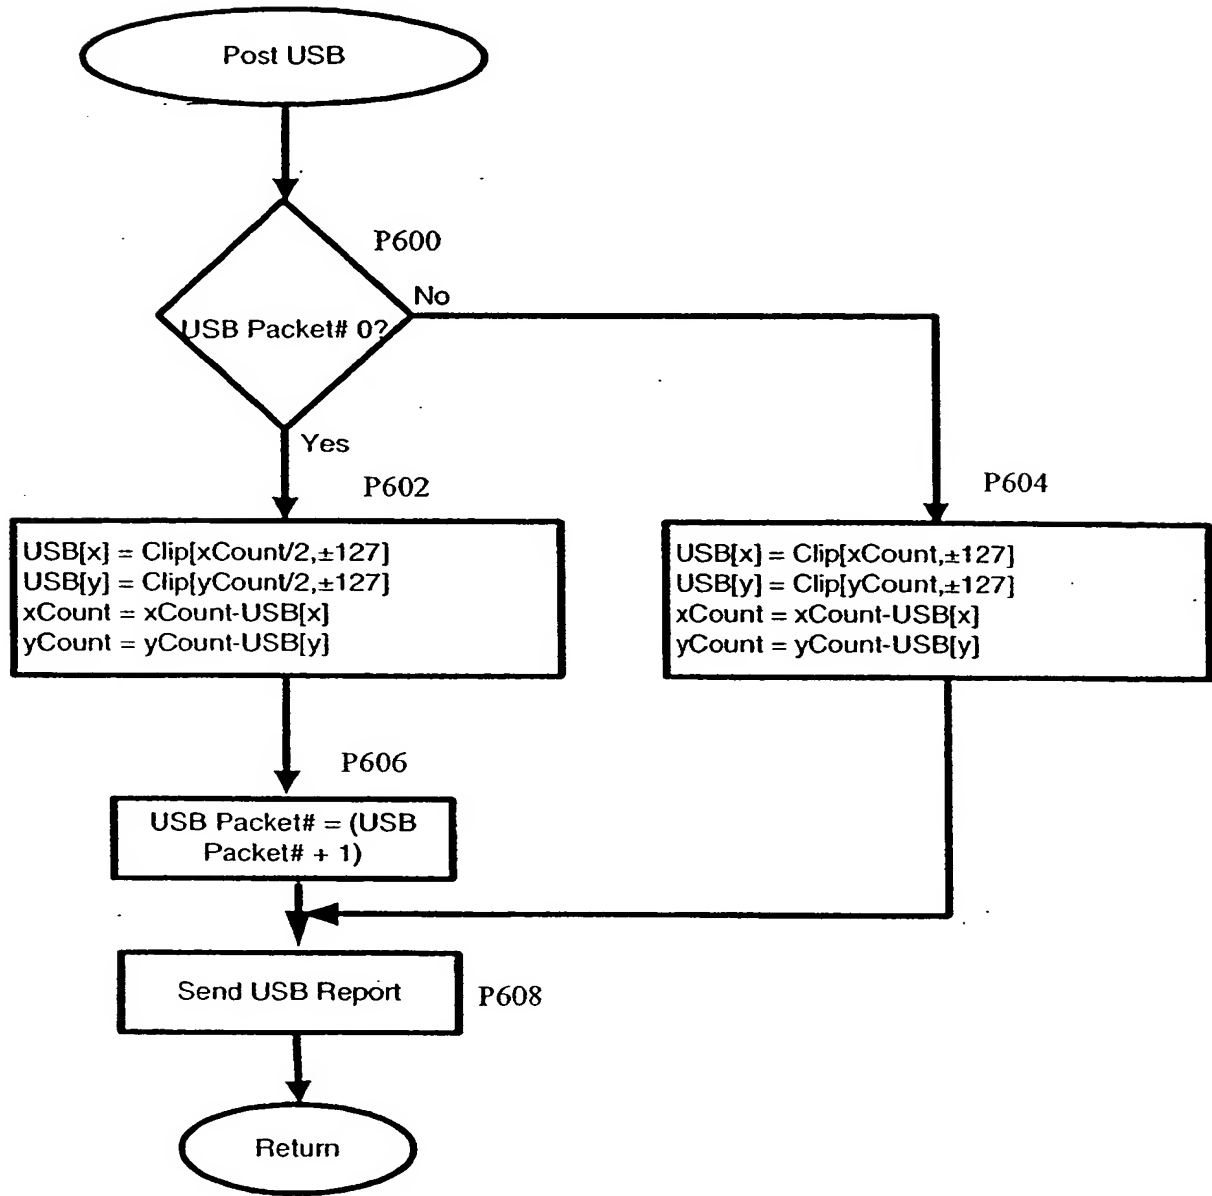 Post USB
P600
No
USB Packet# 0?
Yes
P602
P604
USB[x] = Clip[xCount/2,±127]
USB[y] = Clip[yCount/2,±127]
xCount = xCount-USB[x]
yCount = yCount-USB[y]
USB[x] = Clip[xCount,±127]
USB[y] = Clip[yCount,±127]
xCount = xCount-USB[x]
yCount = yCount-USB[y]
P606
USB Packet# = (USB
Packet# + 1)
Send USB Report
P608
Return